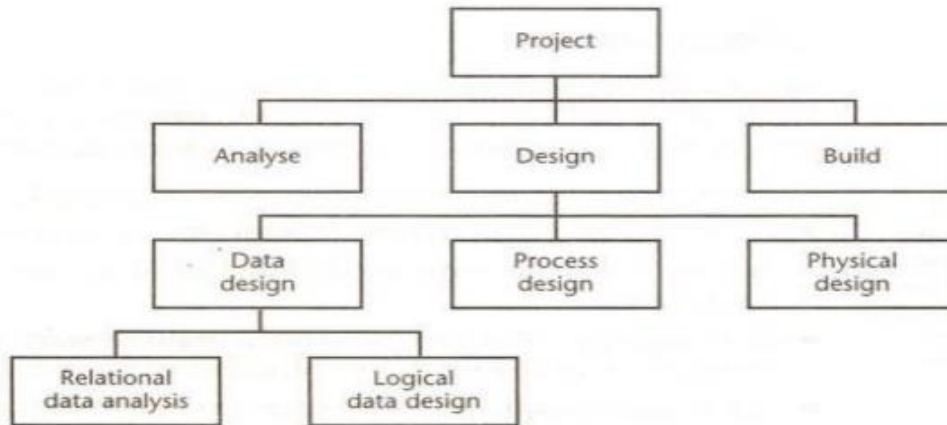 Project
Analyse
Design
Build
Data
design
Process
design
Physical
design
Relational
data analysis
Logical
data design